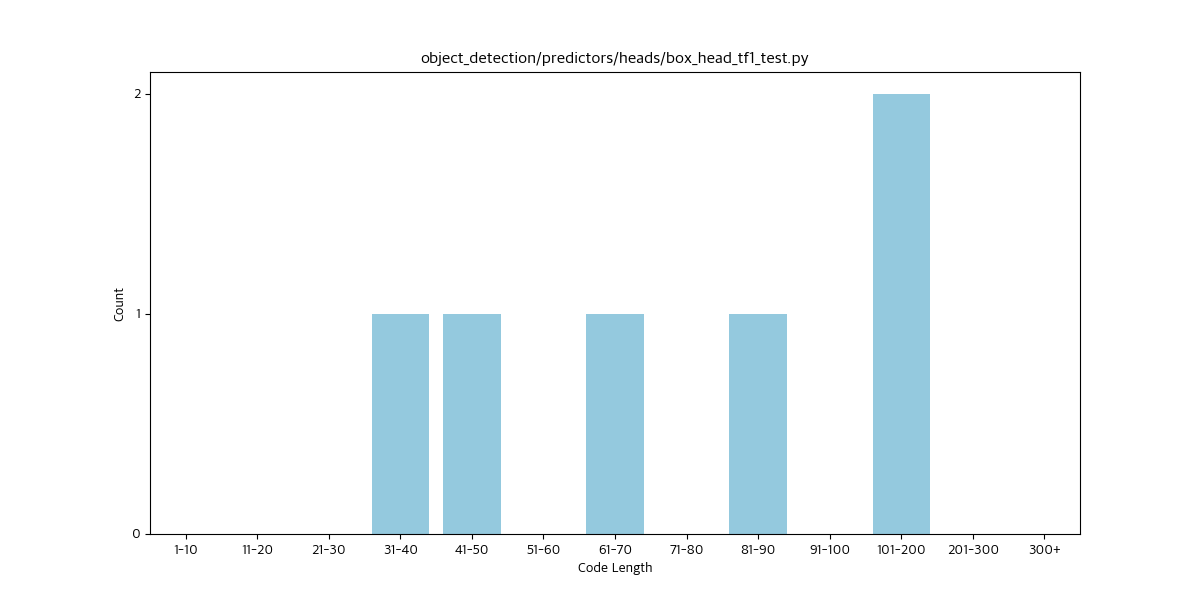 object_detection/predictors/heads/box_head_tf1_test.py
2
1
0
Count
1-10 11-20 21-30 31-40 41-50 51-60 61-70 71-80 81-90 91-100 101-200 201-300 300+
Code Length